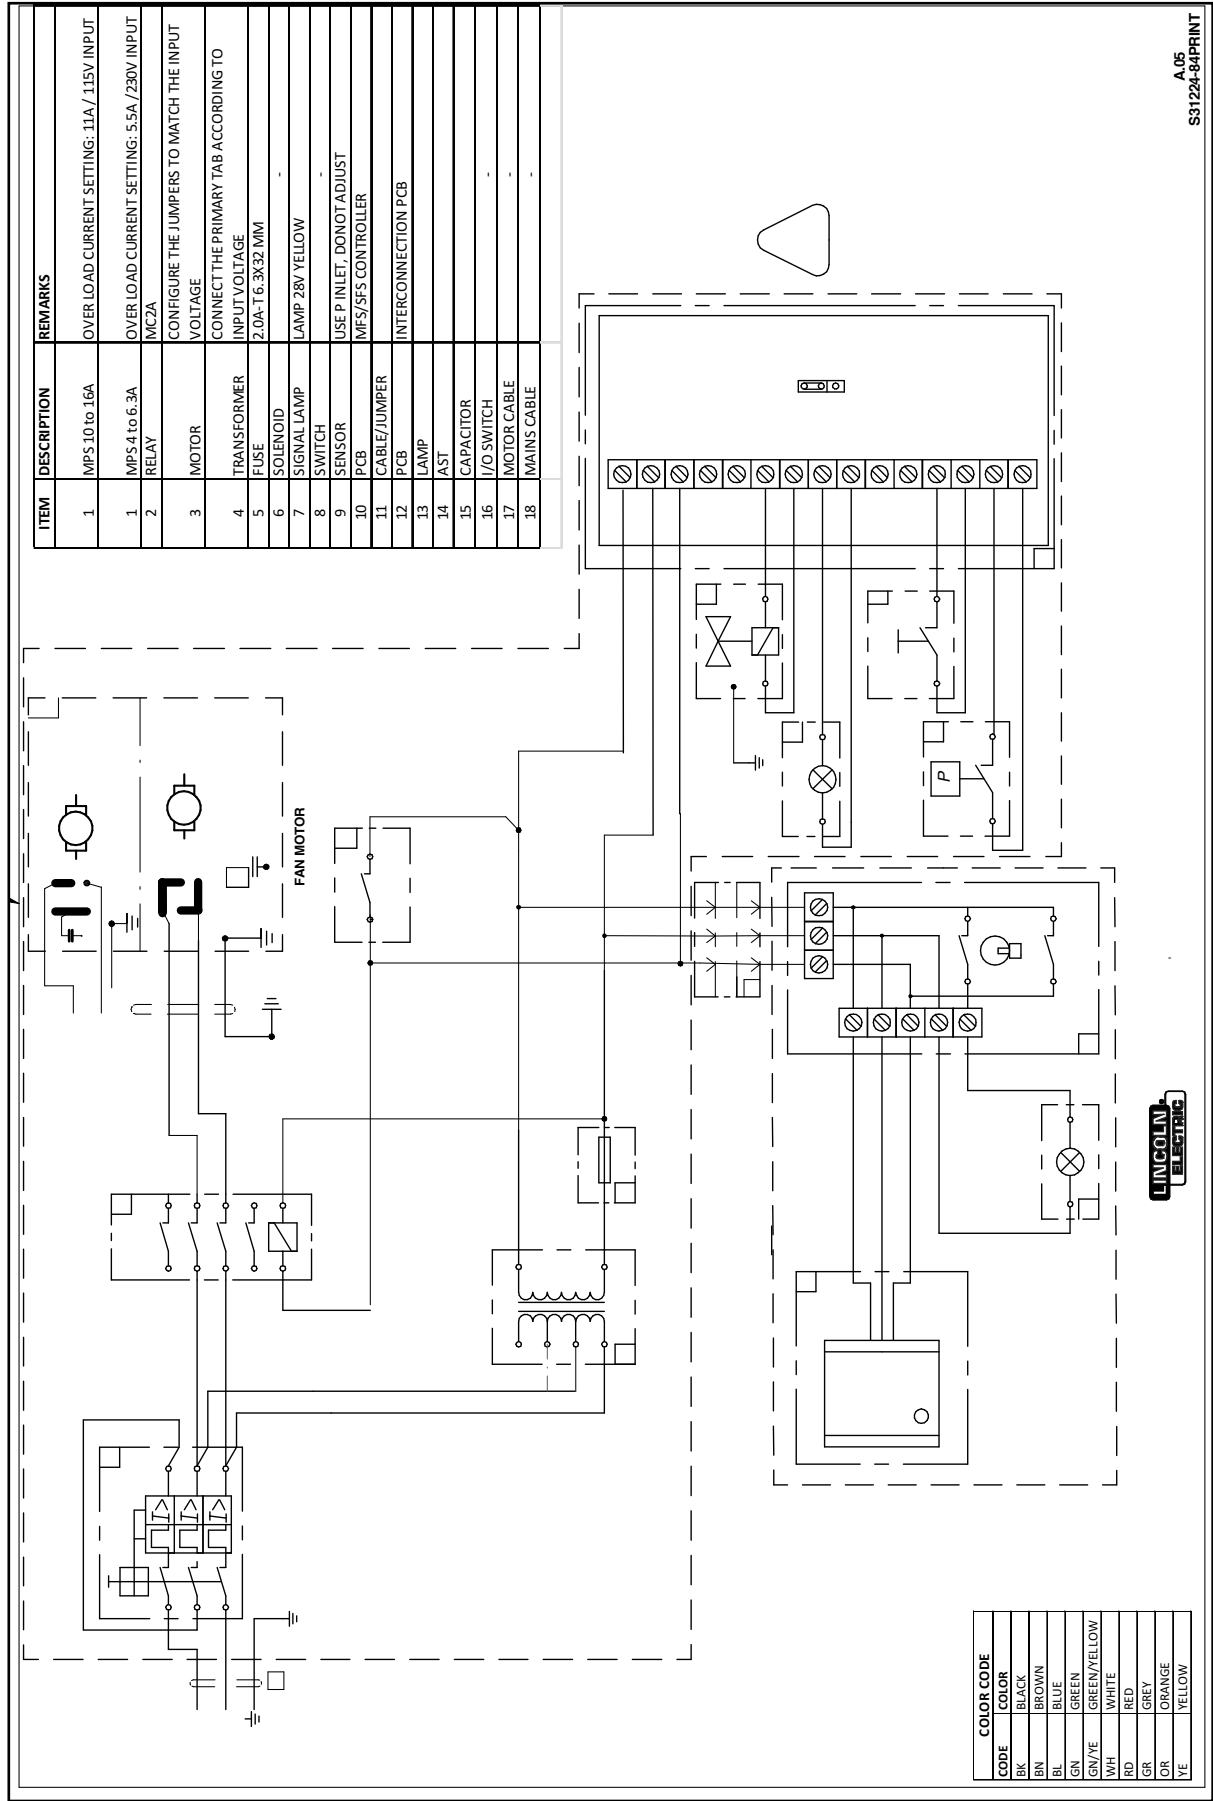 ITEM DESCRIPTION REMARKS
1 MPS 10 to 16A OVER LOAD CURRENT SETTING: 11A / 115V INPUT
1 MPS 4 to 6.3A OVER LOAD CURRENT SETTING: 5.5A /230V INPUT
2 RELAY MC2A
3 MOTOR CONFIGURE THE JUMPERS TO MATCH THE INPUT
VOLTAGE
4 TRANSFORMER CONNECT THE PRIMARY TAB ACCORDING TO
INPUT VOLTAGE
5 FUSE 2.0A- T 6.3X32 MM
6 SOLENOID -
7 SIGNAL LAMP LAMP 28V YELLOW
8 SWITCH -
9 SENSOR USE P INLET, DONOT ADJUST
10 PCB MFS/SFS CONTROLLER
11 CABLE/JUMPER
12 PCB INTERCONNECTION PCB
13 LAMP
14 AST
15 CAPACITOR
16 I/O SWITCH -
17 MOTOR CABLE -
18 MAINS CABLE -
FAN MOTOR
P
I>
I>
I>
COLOR CODE
CODE COLOR
BK BLACK
BN BROWN
BL BLUE
GN GREEN
GN/YE GREEN/YELLOW
WH WHITE
RD RED
GR GREY
OR ORANGE
YE YELLOW
LINCOLN
ELECTRIC
A.05
S31224-84PRINT